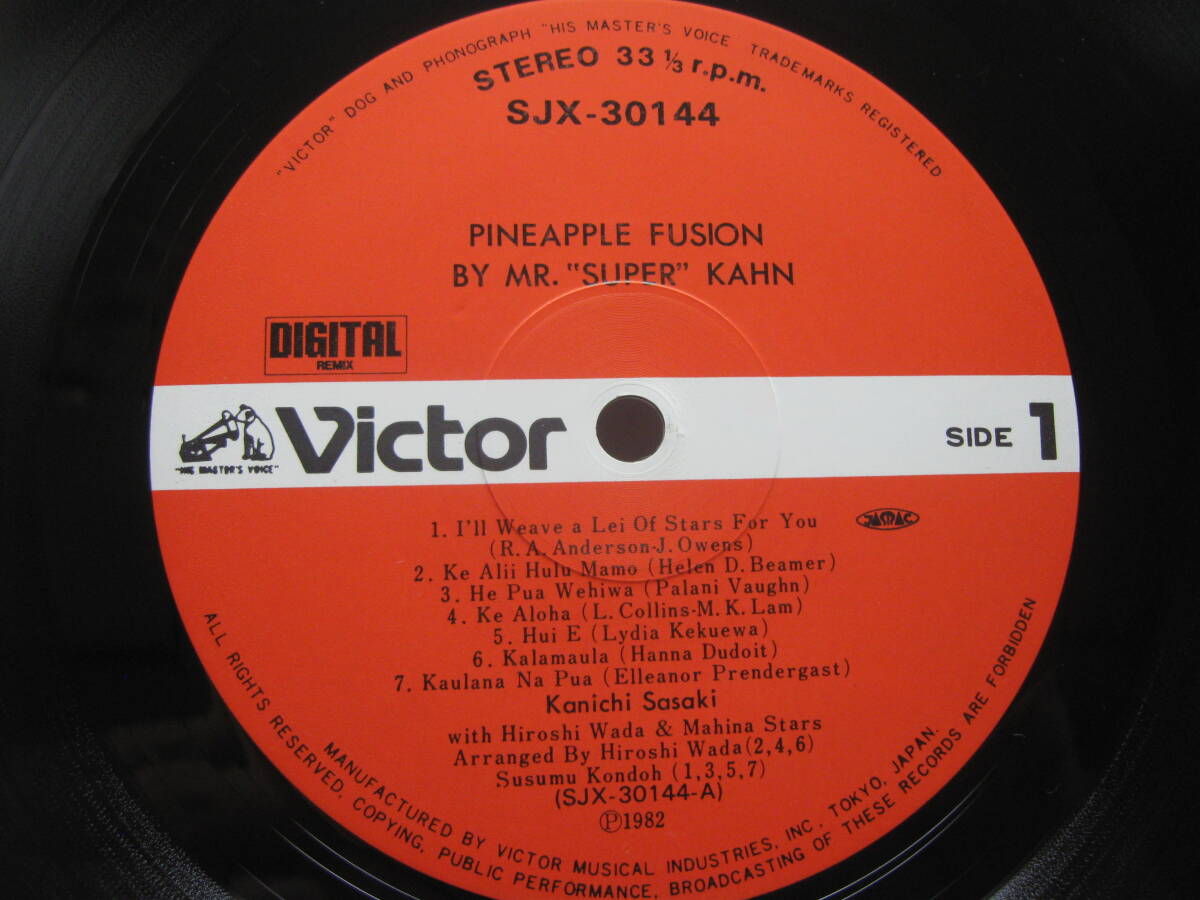 "VICTOR" DOG AND PHONOGRAPH "HIS MASTER'S VOICE TRADEMARKS REGISTERED
STEREO 33 1/3 r.p.m.
SJX-30144
PINEAPPLE FUSION
BY MR. "SUPER" KAHN
DIGITAL
REMIX
"HIS MASTER'S VOICE"
Victor
SIDE 1
1. I'll Weave a Lei Of Stars For You
(R. A. Anderson-J. Owens)
JASRAC
2. Ke Alii Hulu Mamo (Helen D. Beamer)
3. He Pua Wehiwa (Palani Vaughn)
4. Ke Aloha (L. Collins-M. K. Lam)
5. Hui E (Lydia Kekuewa)
6. Kalamaula (Hanna Dudoit)
7. Kaulana Na Pua (Elleanor Prendergast)
Kanichi Sasaki
with Hiroshi Wada & Mahina Stars
Arranged By Hiroshi Wada (2,4,6)
Susumu Kondoh (1,3,5,7)
(SJX-30144-A)
Ⓟ1982
MANUFACTURED BY VICTOR MUSICAL INDUSTRIES, INC. TOKYO, JAPAN.
ALL RIGHTS RESERVED. COPYING, PUBLIC PERFORMANCE, BROADCASTING OF THESE RECORDS ARE FORBIDDEN